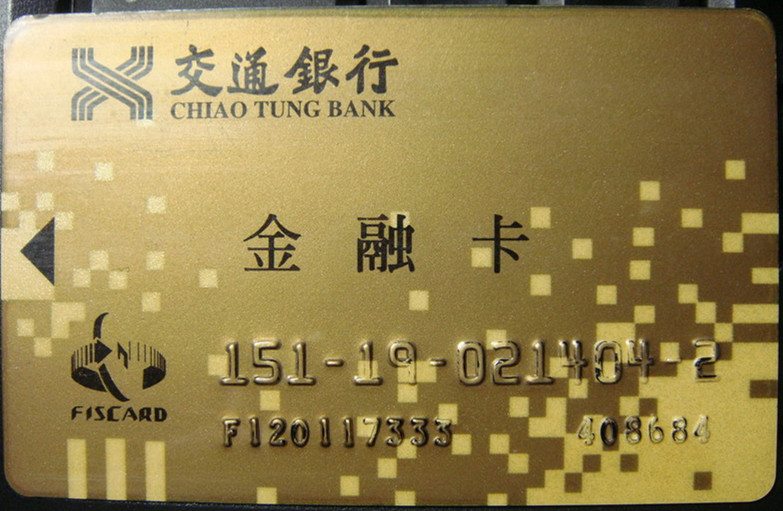 交通銀行
CHIAO TUNG BANK
金融卡
151-19-021404-2
FISCARD
F120117333
408684